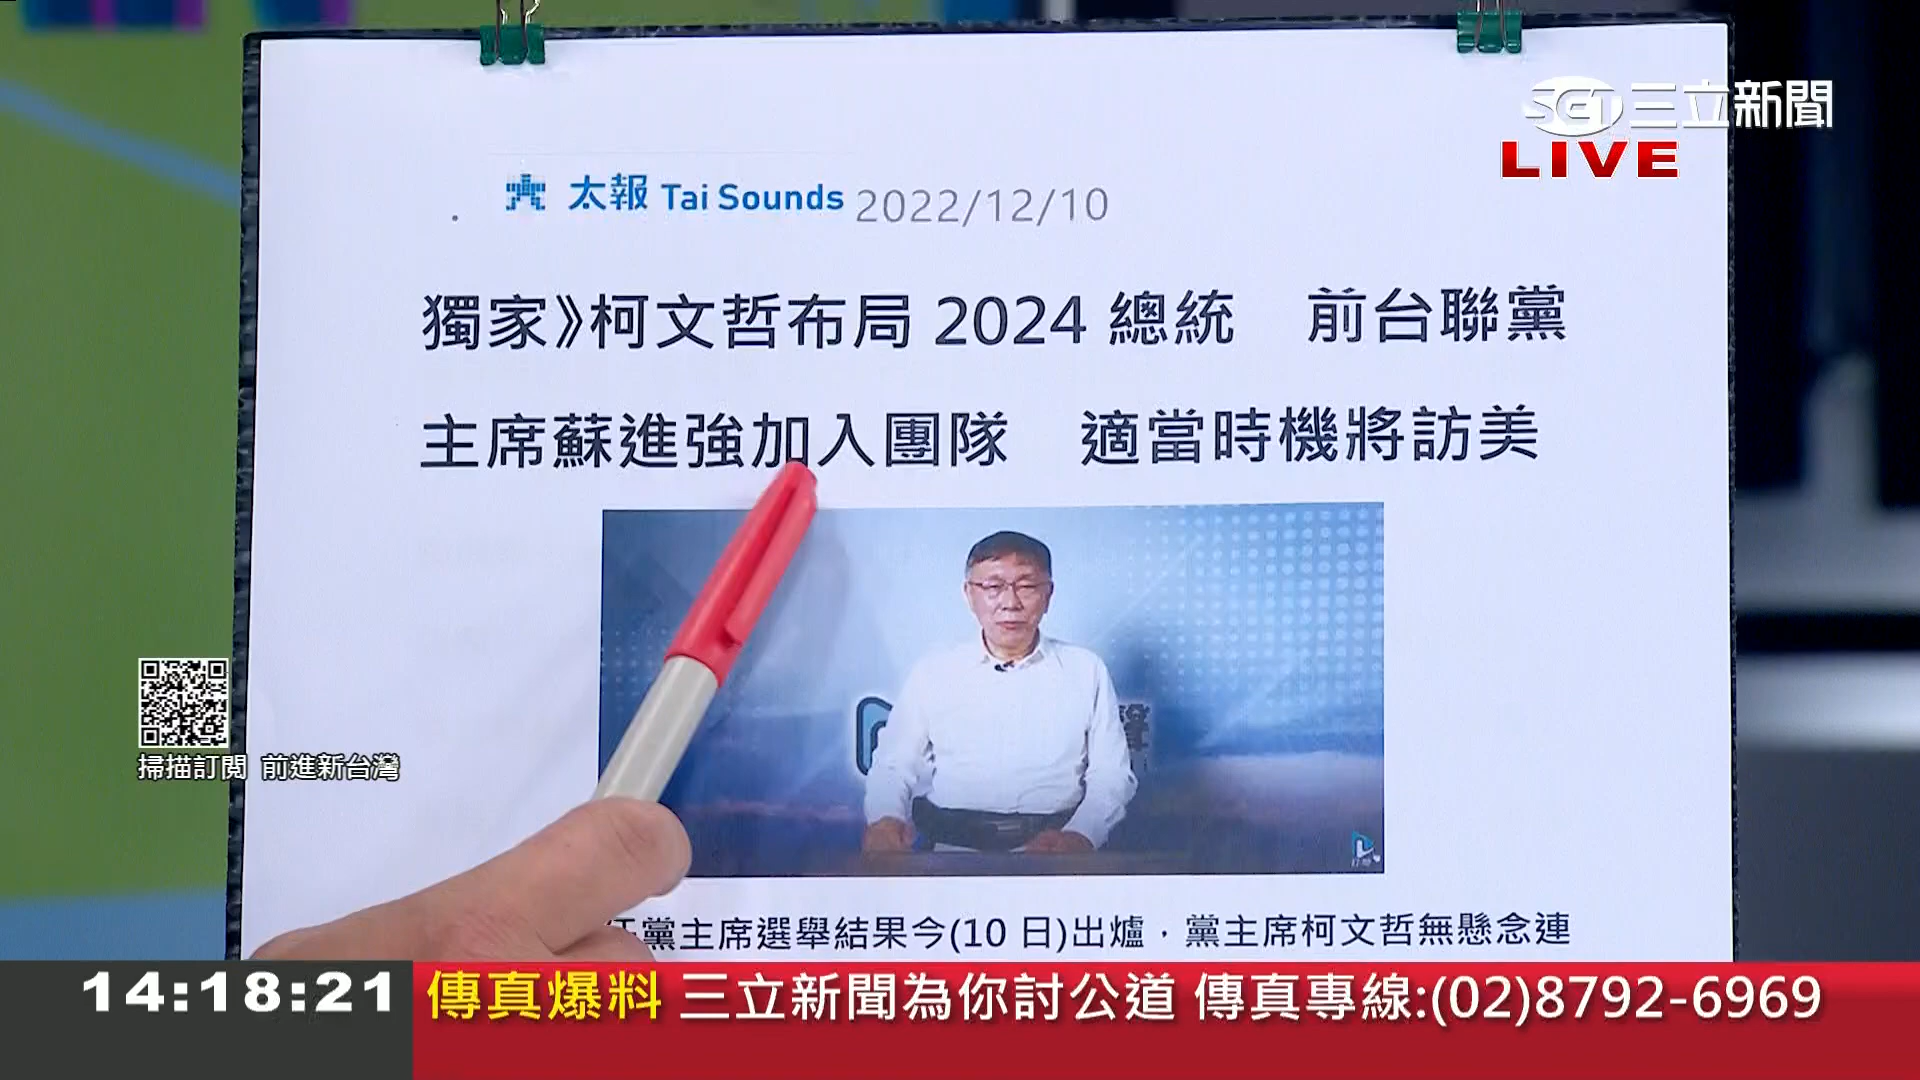 SET三立新聞
LIVE
太報 Tai Sounds 2022/12/10
獨家》柯文哲布局 2024 總統 前台聯黨
主席蘇進強加入團隊 適當時機將訪美
聲
掃描訂閱 前進新台灣
任黨主席選舉結果今(10 日)出爐，黨主席柯文哲無懸念連
14:18:21 傳真爆料 三立新聞為你討公道 傳真專線:(02)8792-6969